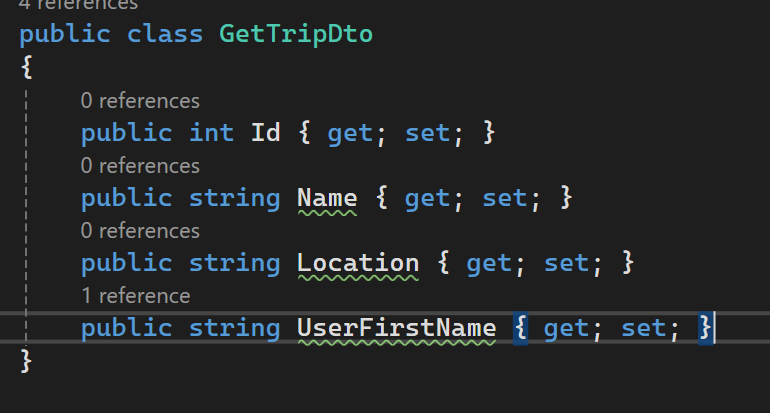 4 references
public class GetTripDto
{
0 references
public int Id { get; set; }
0 references
public string Name { get; set; }
0 references
public string Location { get; set; }
1 reference
public string UserFirstName { get; set; }
}